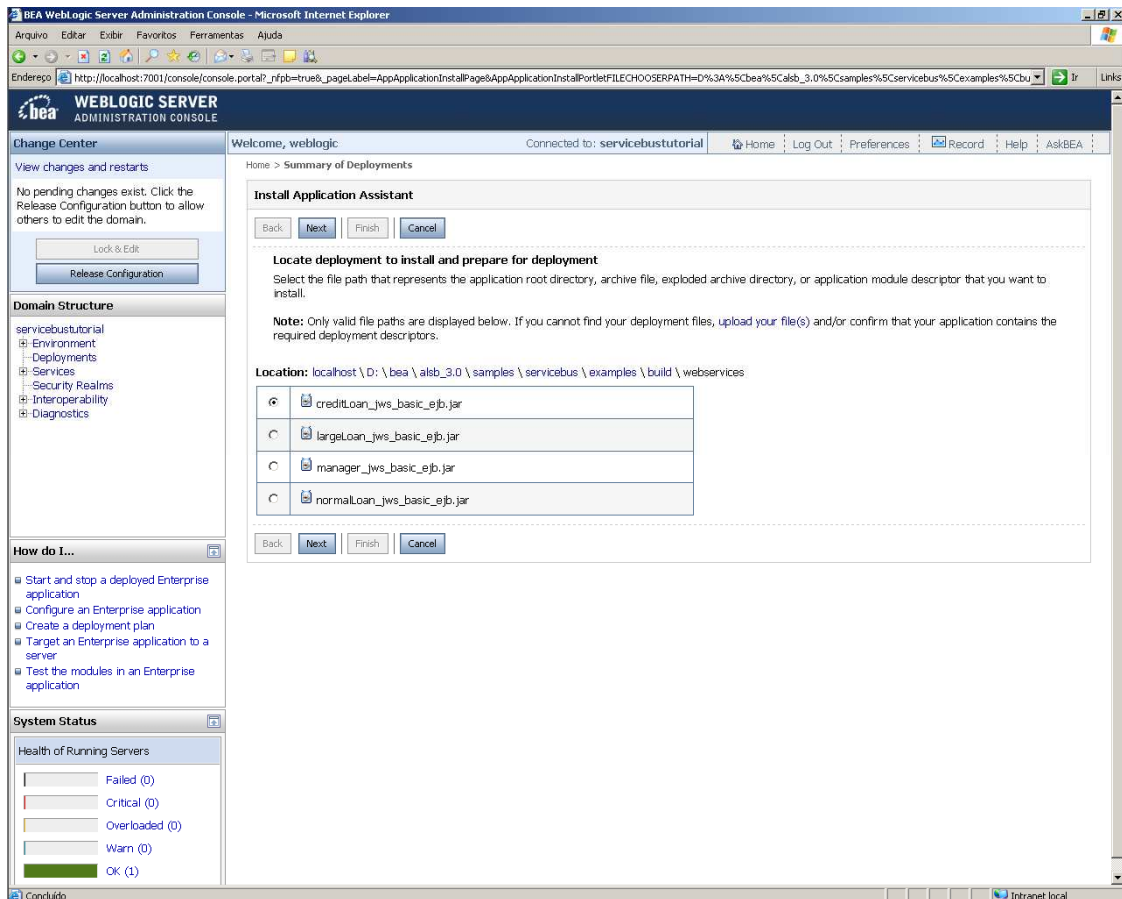 BEA WebLogic Server Administration Console - Microsoft Internet Explorer
Arquivo Editar Exibir Favoritos Ferramentas Ajuda
Endereço http://localhost:7001/console/console.portal?_nfpb=true&_pageLabel=AppApplicationInstallPage&AppApplicationInstallPortletFILECHOOSERPATH=D%3A%5Cbea%5Calsb_3.0%5Csamples%5Cservicebus%5Cexamples%5Cbu Ir Links
bea WEBLOGIC SERVER
ADMINISTRATION CONSOLE
Change Center
View changes and restarts
No pending changes exist. Click the
Release Configuration button to allow
others to edit the domain.
Lock & Edit
Release Configuration
Domain Structure
servicebustutorial
Environment
Deployments
Services
Security Realms
Interoperability
Diagnostics
How do I...
Start and stop a deployed Enterprise
application
Configure an Enterprise application
Create a deployment plan
Target an Enterprise application to a
server
Test the modules in an Enterprise
application
System Status
Health of Running Servers
Failed (0)
Critical (0)
Overloaded (0)
Warn (0)
OK (1)
Welcome, weblogic Connected to: servicebustutorial Home Log Out Preferences Record Help AskBEA
Home > Summary of Deployments
Install Application Assistant
Back Next Finish Cancel
Locate deployment to install and prepare for deployment
Select the file path that represents the application root directory, archive file, exploded archive directory, or application module descriptor that you want to
install.
Note: Only valid file paths are displayed below. If you cannot find your deployment files, upload your file(s) and/or confirm that your application contains the
required deployment descriptors.
Location: localhost \ D: \ bea \ alsb_3.0 \ samples \ servicebus \ examples \ build \ webservices
creditLoan_jws_basic_ejb.jar
largeLoan_jws_basic_ejb.jar
manager_jws_basic_ejb.jar
normalLoan_jws_basic_ejb.jar
Back Next Finish Cancel
Concluído Intranet local